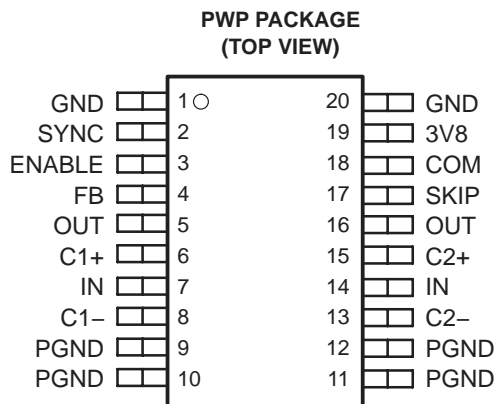 PWP PACKAGE
(TOP VIEW)
GND 1 20 GND
SYNC 2 19 3V8
ENABLE 3 18 COM
FB 4 17 SKIP
OUT 5 16 OUT
C1+ 6 15 C2+
IN 7 14 IN
C1– 8 13 C2–
PGND 9 12 PGND
PGND 10 11 PGND